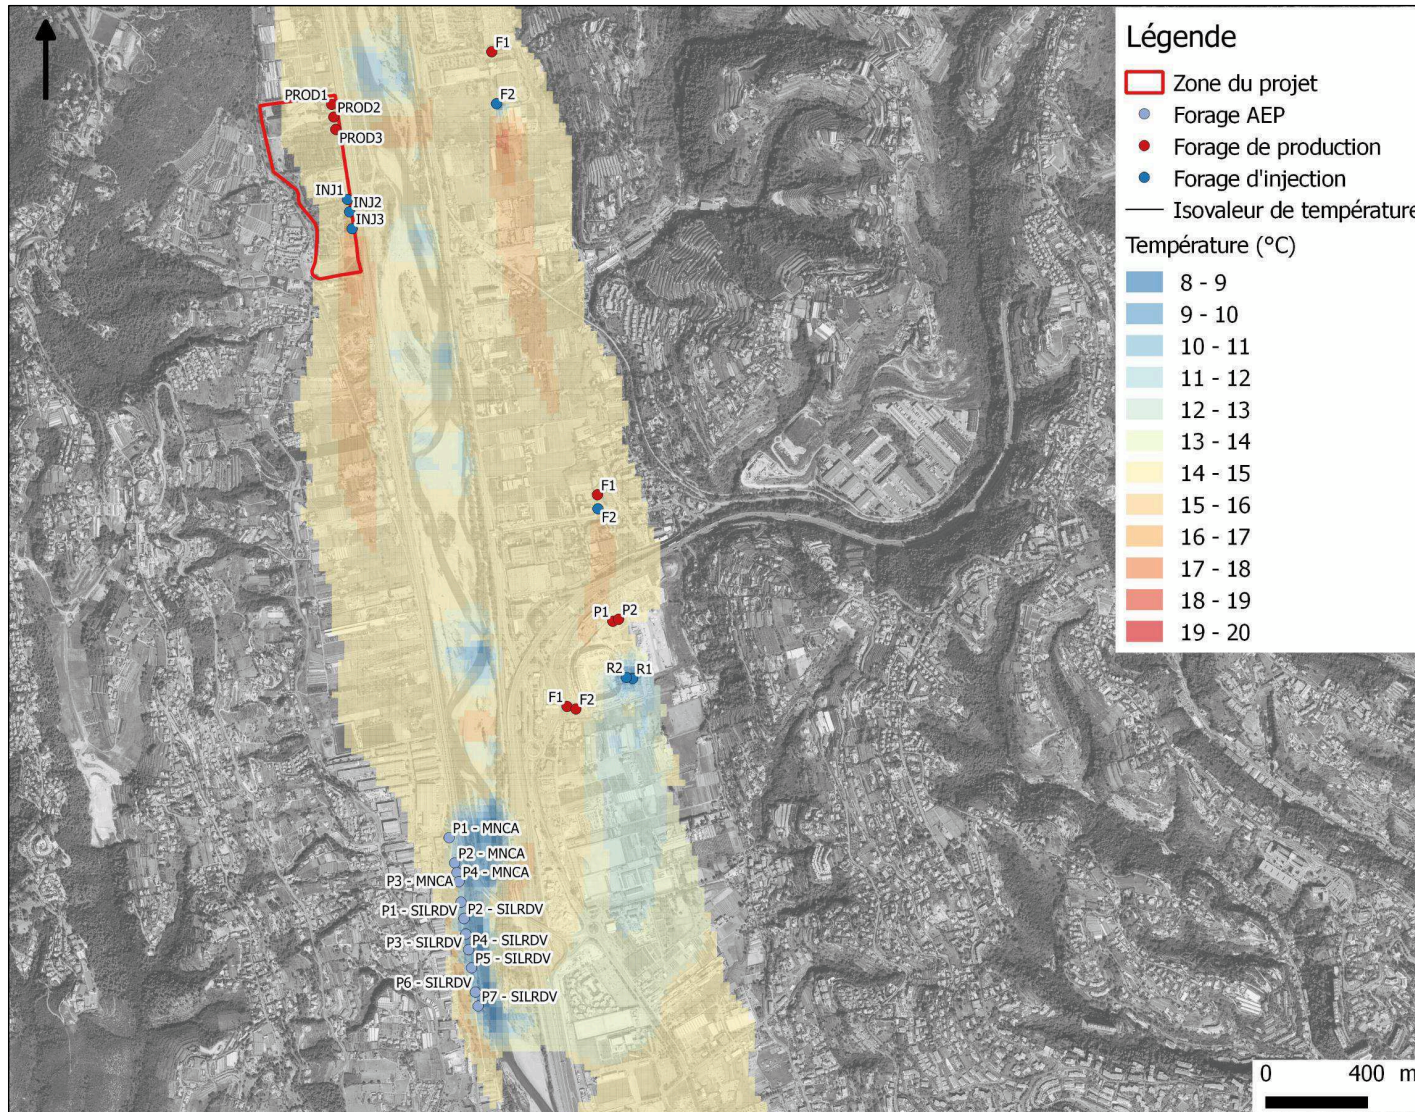 F1
F2
PROD1
PROD2
PROD3
INJ1
INJ2
INJ3
F1
F2
P1
P2
R2
R1
F1
F2
P1 - MNCA
P2 - MNCA
P4 - MNCA
P3 - MNCA
P1 - SILRDV
P2 - SILRDV
P3 - SILRDV
P4 - SILRDV
P5 - SILRDV
P6 - SILRDV
P7 - SILRDV
Légende
Zone du projet
Forage AEP
Forage de production
Forage d'injection
Isovaleur de température
Température (°C)
8 - 9
9 - 10
10 - 11
11 - 12
12 - 13
13 - 14
14 - 15
15 - 16
16 - 17
17 - 18
18 - 19
19 - 20
0 400 m